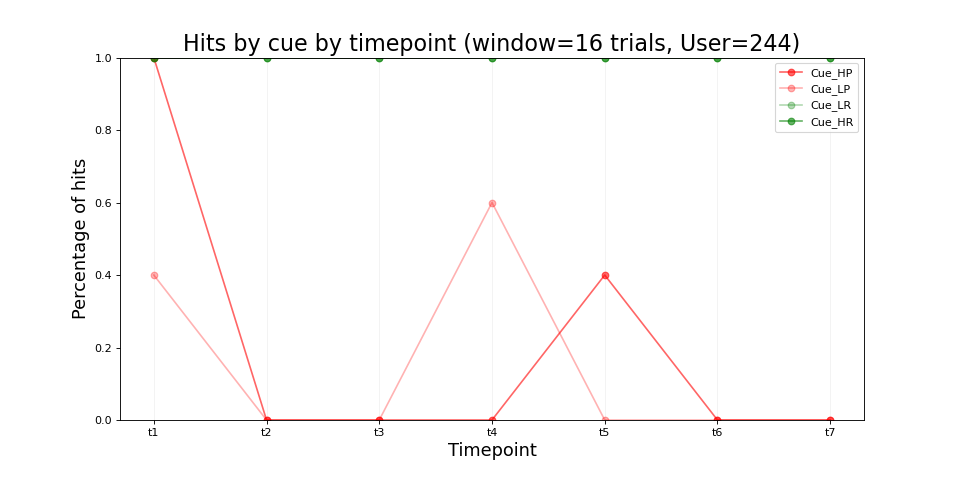 Hits by cue by timepoint (window=16 trials, User=244)
Percentage of hits
1.0
0.8
0.6
0.4
0.2
0.0
Cue_HP
Cue_LP
Cue_LR
Cue_HR
t1 t2 t3 t4 t5 t6 t7
Timepoint